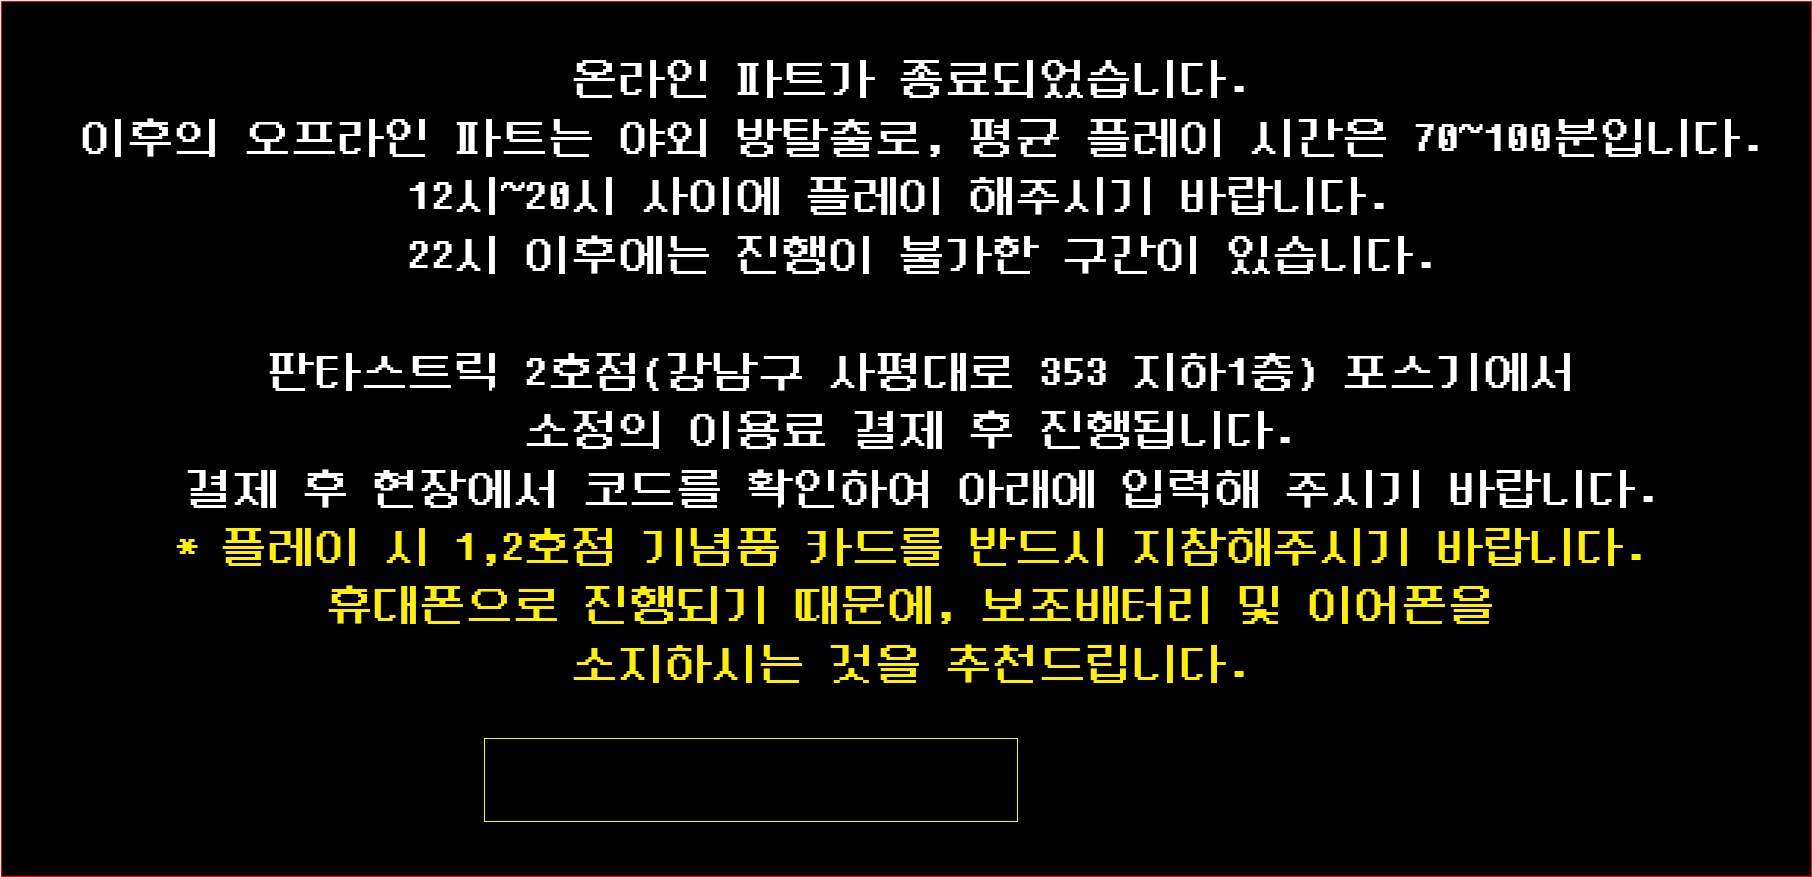 온라인 파트가 종료되었습니다.
이후의 오프라인 파트는 야외 방탈출로, 평균 플레이 시간은 70~100분입니다.
12시~20시 사이에 플레이 해주시기 바랍니다.
22시 이후에는 진행이 불가한 구간이 있습니다.
판타스트릭 2호점(강남구 사평대로 353 지하1층) 포스기에서
소정의 이용료 결제 후 진행됩니다.
결제 후 현장에서 코드를 확인하여 아래에 입력해 주시기 바랍니다.
* 플레이 시 1,2호점 기념품 카드를 반드시 지참해주시기 바랍니다.
휴대폰으로 진행되기 때문에, 보조배터리 및 이어폰을
소지하시는 것을 추천드립니다.